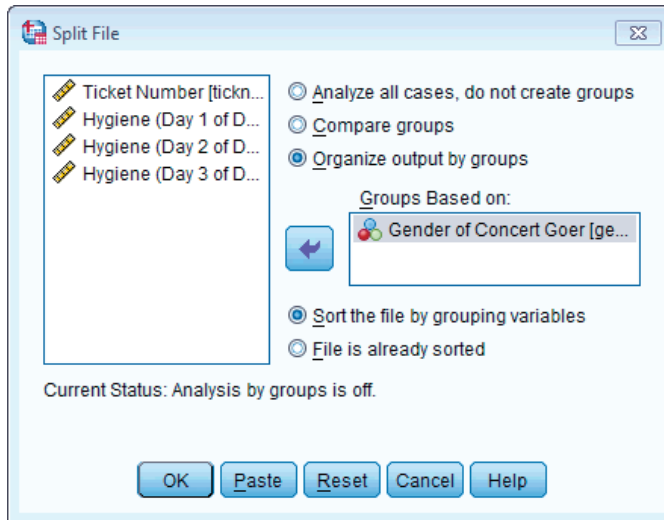 Split File
Ticket Number [tickn...
Hygiene (Day 1 of D...
Hygiene (Day 2 of D...
Hygiene (Day 3 of D...
Analyze all cases, do not create groups
Compare groups
Organize output by groups
Groups Based on:
Gender of Concert Goer [ge...
Sort the file by grouping variables
File is already sorted
Current Status: Analysis by groups is off.
OK Paste Reset Cancel Help